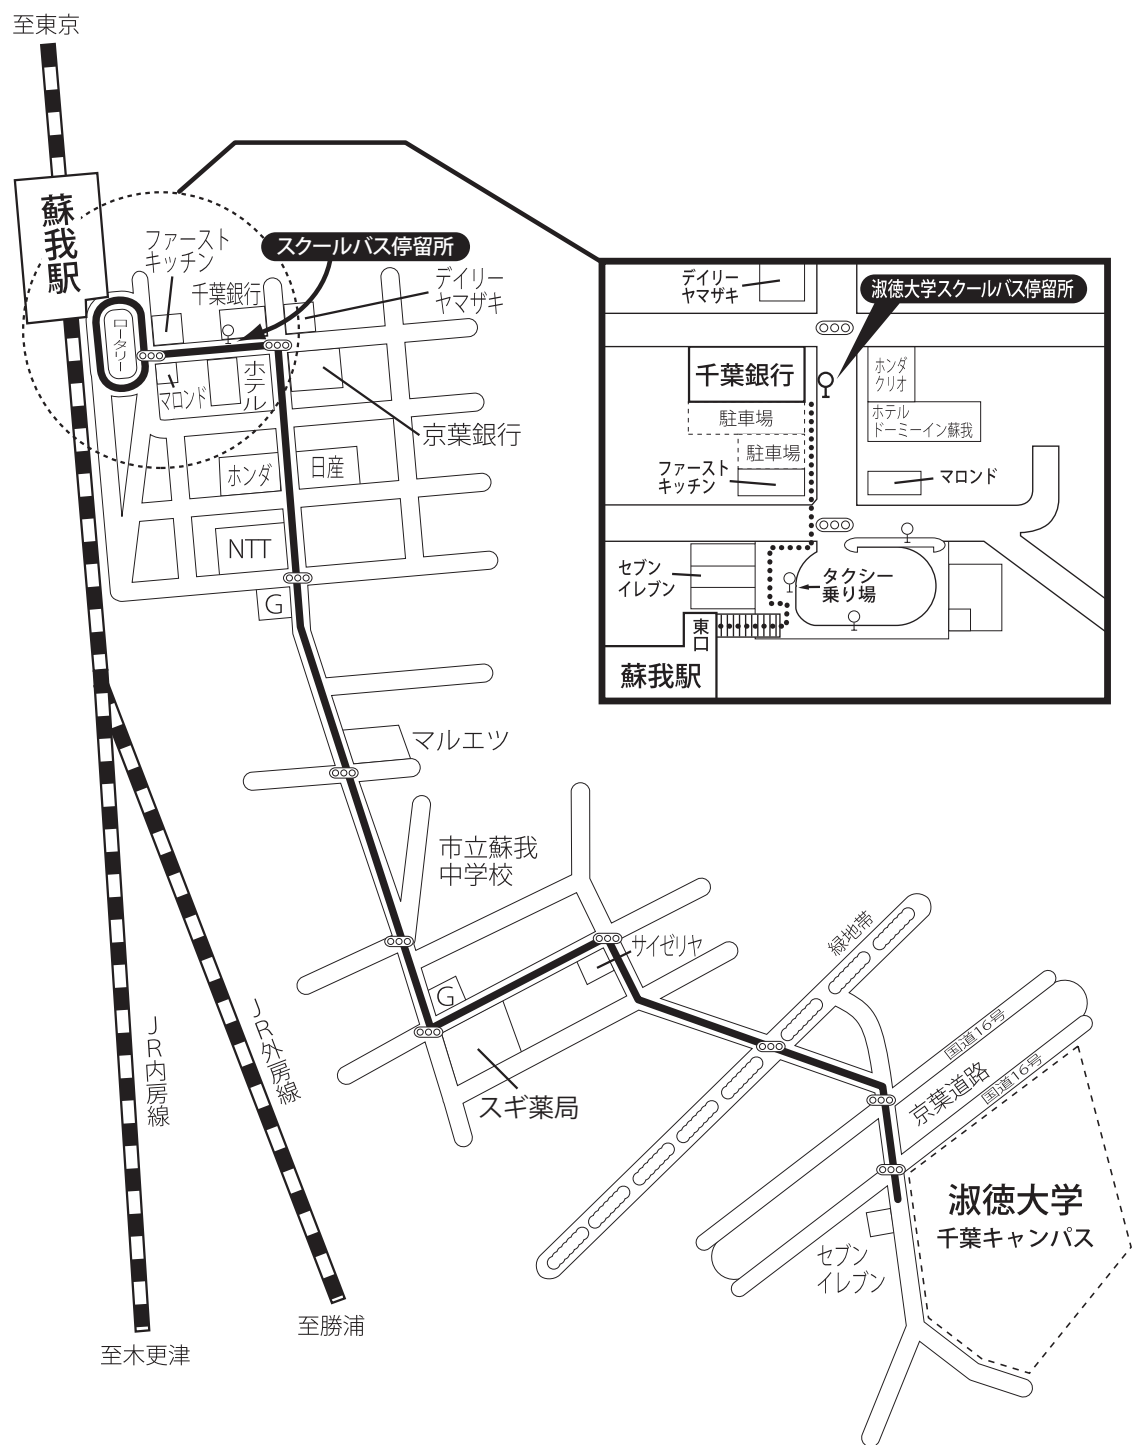 至東京
蘇我駅
ファースト
キッチン
スクールバス停留所
千葉銀行
デイリー
ヤマザキ
ロータリー
マロンド
ホテル
京葉銀行
ホンダ
日産
NTT
G
マルエツ
市立蘇我
中学校
サイゼリヤ
G
スギ薬局
緑地帯
国道16号
京葉道路
国道16号
JR内房線
JR外房線
淑徳大学
千葉キャンパス
セブン
イレブン
至勝浦
至木更津
デイリー
ヤマザキ
淑徳大学スクールバス停留所
千葉銀行
ホンダ
クリオ
駐車場
ホテル
ドーミーイン蘇我
駐車場
ファースト
キッチン
マロンド
セブン
イレブン
タクシー
乗り場
東口
蘇我駅